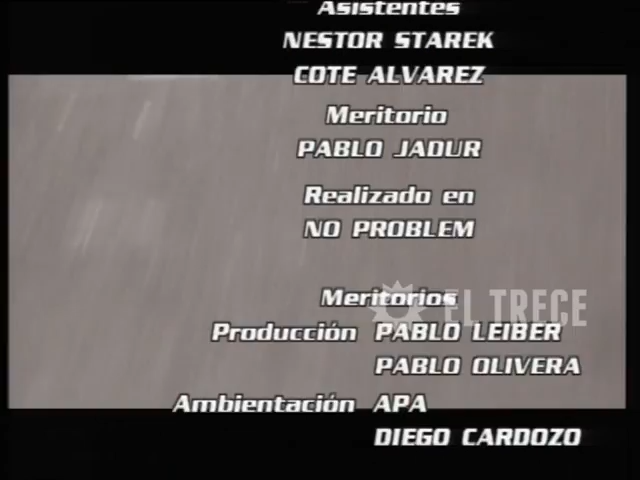 Asistentes
NESTOR STAREK
COTE ALVAREZ
Meritorio
PABLO JADUR
Realizado en
NO PROBLEM
Meritorios
EL TRECE
Producción PABLO LEIBER
PABLO OLIVERA
Ambientación APA
DIEGO CARDOZO